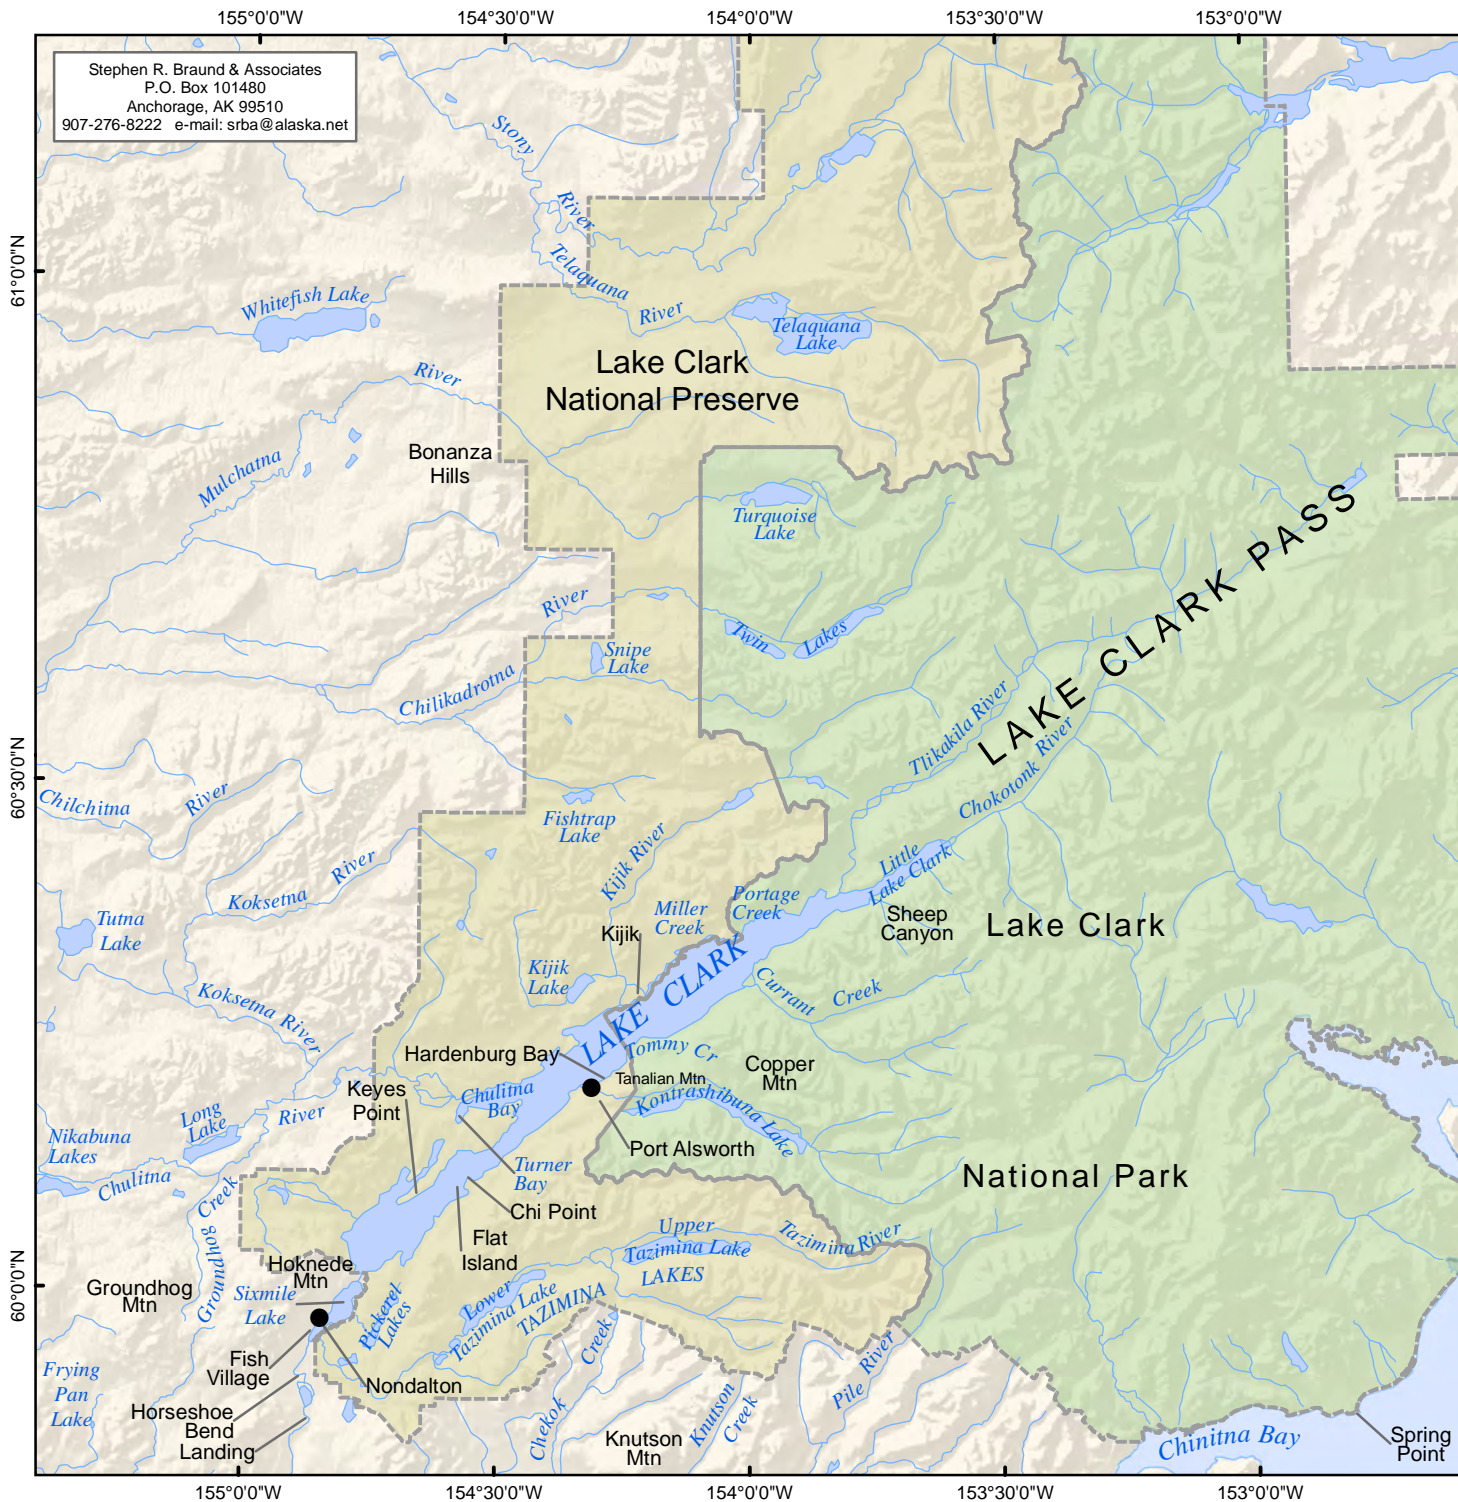 155°0'0"W
154°30'0"W
154°0'0"W
153°30'0"W
153°0'0"W
Stephen R. Braund & Associates
P.O. Box 101480
Anchorage, AK 99510
907-276-8222 e-mail: srba@alaska.net
Stony
River
61°0'0"N
Telaquana
River
Whitefish Lake
Telaquana
Lake
Lake Clark
National Preserve
River
Bonanza
Hills
Mulchatna
Turquoise
Lake
LAKE CLARK PASS
River
Twin
Lakes
Snipe
Lake
Chilikadrotna
Tlikakila River
Chokotonk River
60°30'0"N
Chilchitna
River
Fishtrap
Lake
Kijik River
Little
Lake Clark
Koksetna
River
Portage
Creek
Miller
Creek
Sheep
Canyon
Lake Clark
Tutna
Lake
Kijik
Kijik
Lake
LAKE CLARK
Currant
Creek
Koksetna River
Tommy Cr
Hardenburg Bay
Tanalian Mtn
Copper
Mtn
Keyes
Point
Chulitna
Bay
Kontrashibuna Lake
Long
Lake
River
Nikabuna
Lakes
Port Alsworth
Chulitna
Turner
Bay
National Park
Groundhog
Creek
Chi Point
Flat
Island
Upper
Tazimina Lake
LAKES
Tazimina River
Hoknede
Mtn
Groundhog
Mtn
Sixmile
Lake
60°0'0"N
Pickerel
Lakes
Lower
Tazimina Lake
TAZIMINA
Fish
Village
Nondalton
Frying
Pan
Lake
Horseshoe
Bend
Landing
Chekok
Creek
Knutson
Mtn
Knutson
Creek
Pile River
Chinitna Bay
Spring
Point
155°0'0"W
154°30'0"W
154°0'0"W
153°30'0"W
153°0'0"W